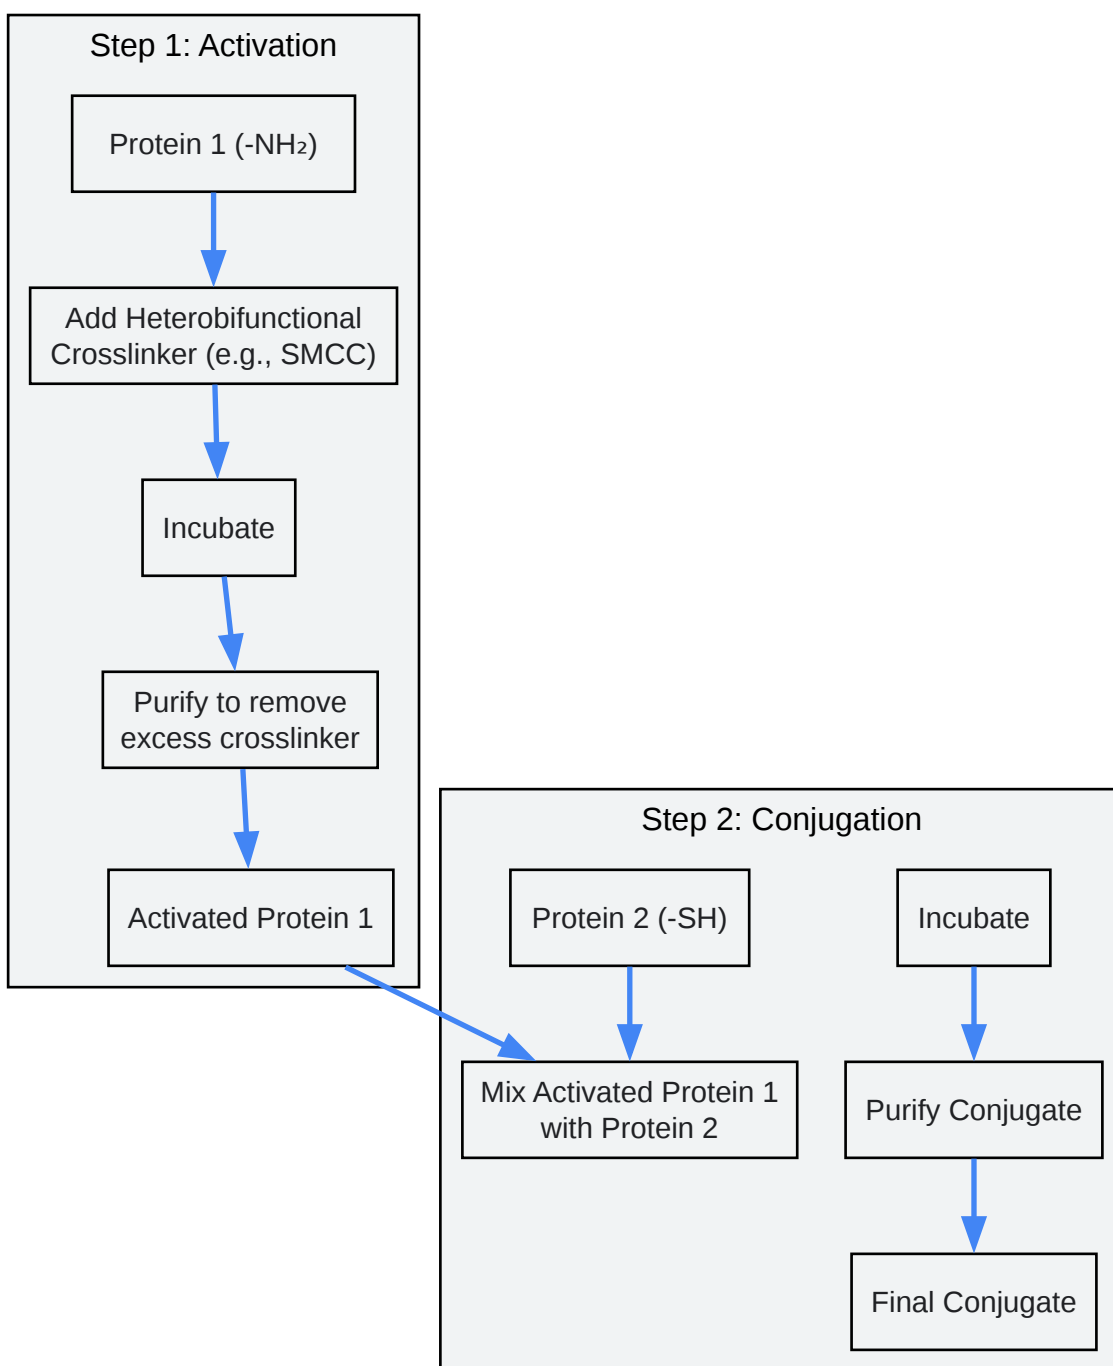 Step 1: Activation
Protein 1 (-NH₂)
Add Heterobifunctional
Crosslinker (e.g., SMCC)
Incubate
Purify to remove
excess crosslinker
Activated Protein 1
Step 2: Conjugation
Protein 2 (-SH)
Mix Activated Protein 1
with Protein 2
Incubate
Purify Conjugate
Final Conjugate